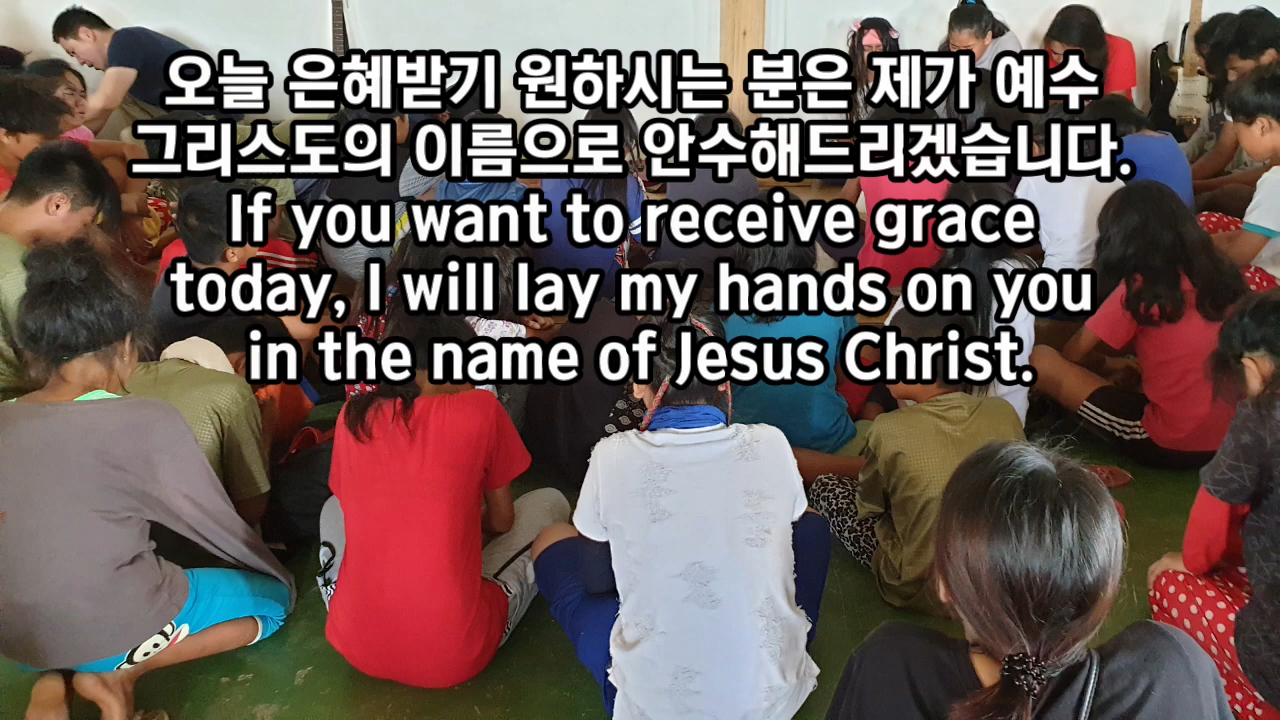 오늘 은혜받기 원하시는 분은 제가 예수
그리스도의 이름으로 안수해드리겠습니다.
If you want to receive grace
today, I will lay my hands on you
in the name of Jesus Christ.